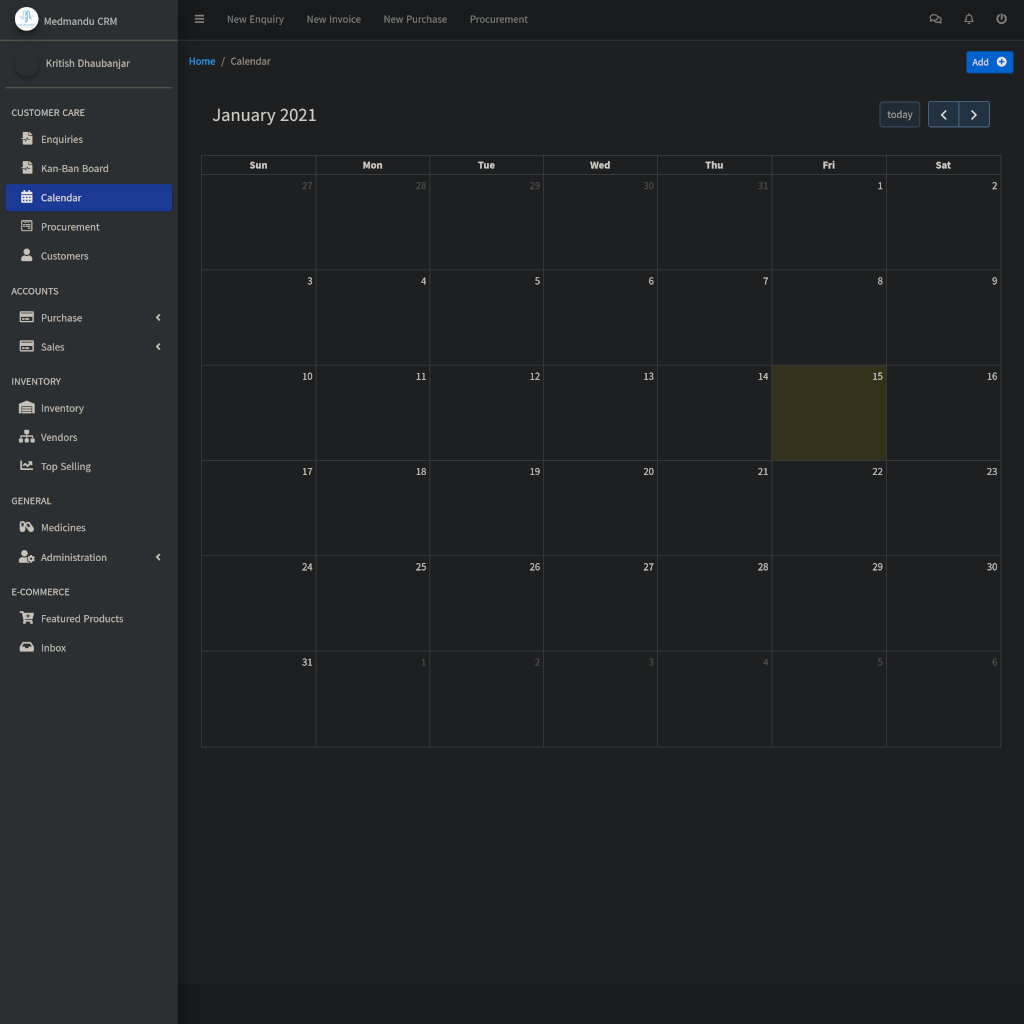 Medmandu CRM
New Enquiry New Invoice New Purchase Procurement
Kritish Dhaubanjar
Home / Calendar
Add
CUSTOMER CARE
Enquiries
Kan-Ban Board
Calendar
Procurement
Customers
ACCOUNTS
Purchase
Sales
INVENTORY
Inventory
Vendors
Top Selling
GENERAL
Medicines
Administration
E-COMMERCE
Featured Products
Inbox
January 2021
today
Sun Mon Tue Wed Thu Fri Sat
27 28 29 30 31 1 2
3 4 5 6 7 8 9
10 11 12 13 14 15 16
17 18 19 20 21 22 23
24 25 26 27 28 29 30
31 1 2 3 4 5 6